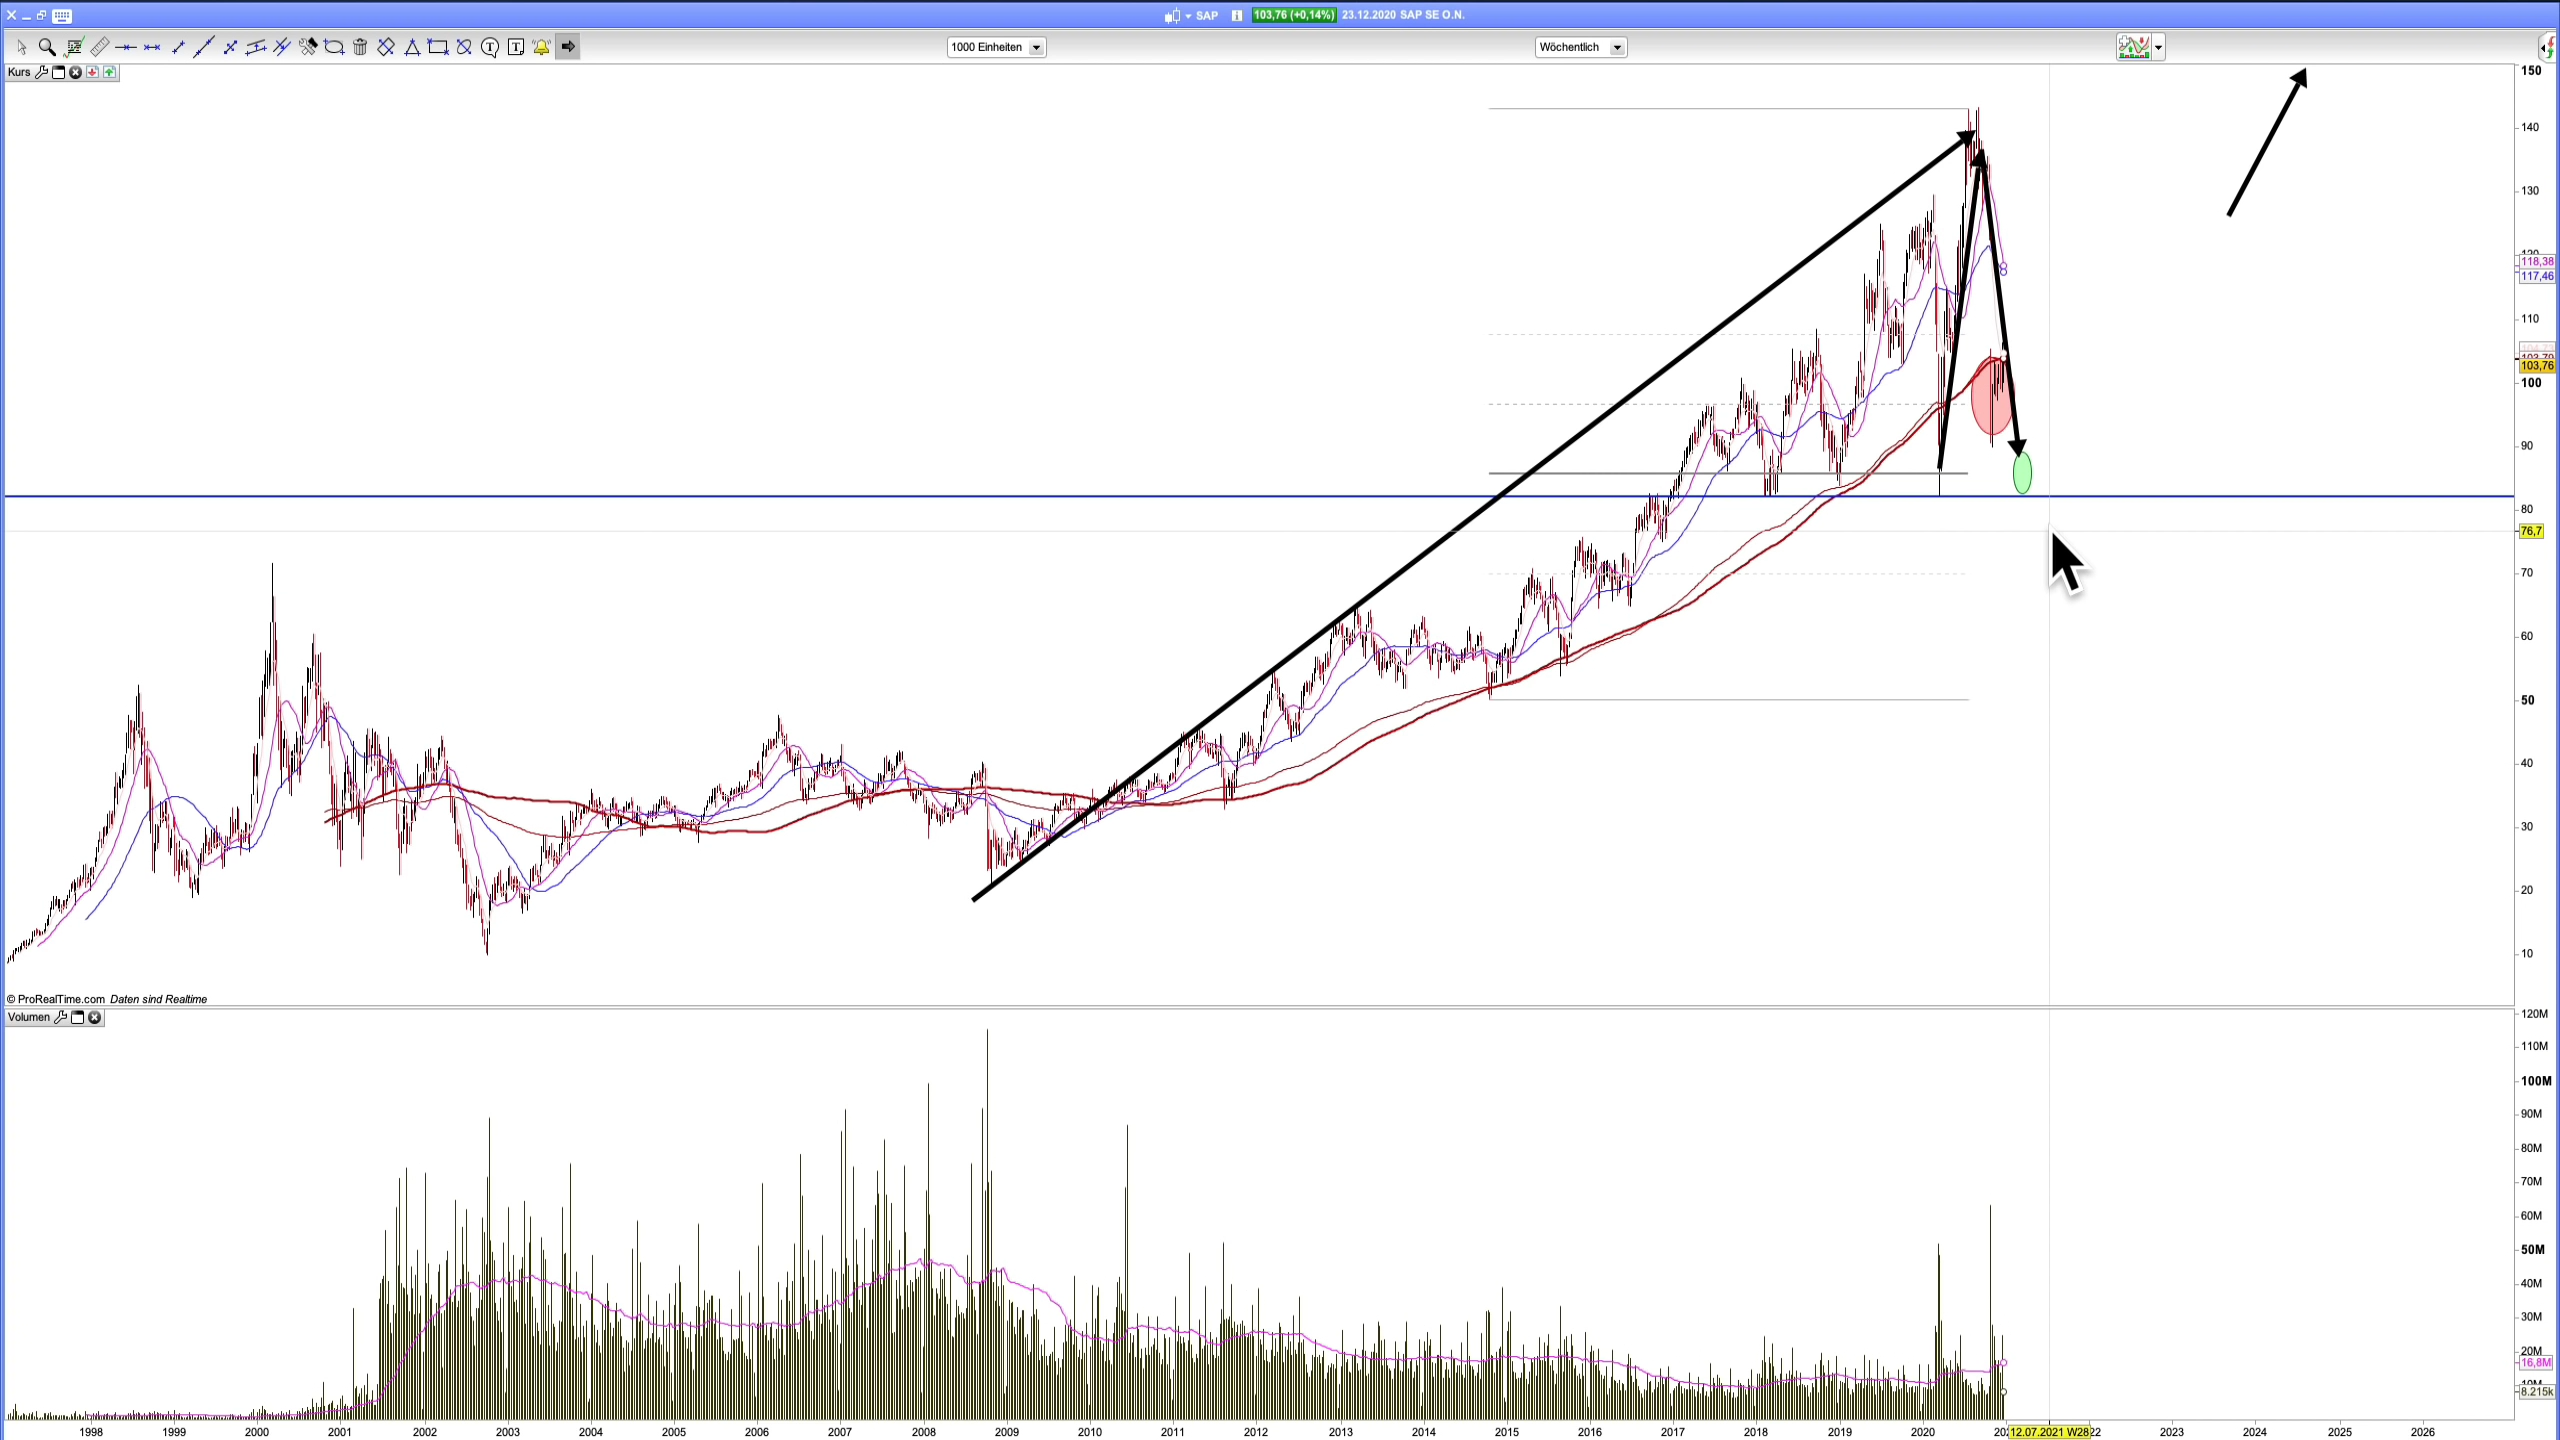 SAP 103,76 (+0,14%) 23.12.2020 SAP SE O.N.
1000 Einheiten Wöchentlich
Kurs
150
140
130
118,38
117,46
110
103,76
100
90
80
76,7
70
60
50
40
30
20
10
© ProRealTime.com Daten sind Realtime
Volumen
120M
110M
100M
90M
80M
70M
60M
50M
40M
30M
20M
16,8M
8.215k
1998 1999 2000 2001 2002 2003 2004 2005 2006 2007 2008 2009 2010 2011 2012 2013 2014 2015 2016 2017 2018 2019 2020 12.07.2021 W28 2023 2024 2025 2026